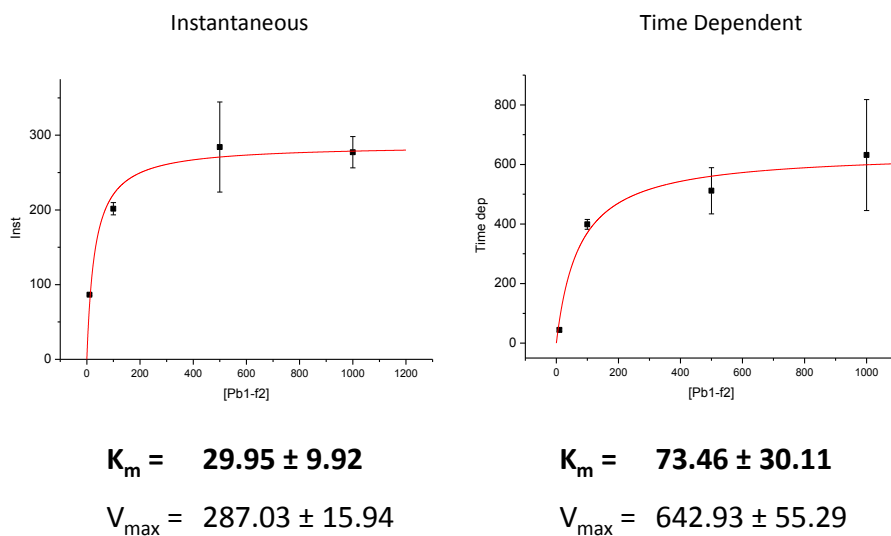 Instantaneous
300
200
100
0
Inst
0 200 400 600 800 1000 1200
[Pb1-f2]
Time Dependent
800
600
400
200
0
Time dep
0 200 400 600 800 1000
[Pb1-f2]
Km = 29.95 ± 9.92
Vmax = 287.03 ± 15.94
Km = 73.46 ± 30.11
Vmax = 642.93 ± 55.29